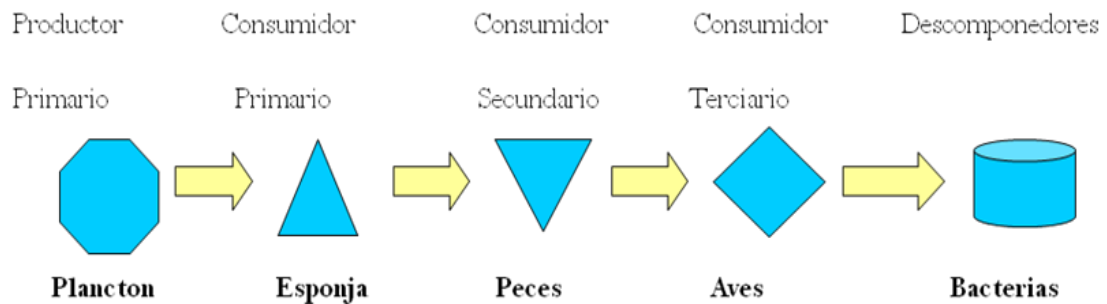 Productor Consumidor Consumidor Consumidor Descomponedores
Primario Primario Secundario Terciario
Plancton Esponja Peces Aves Bacterias